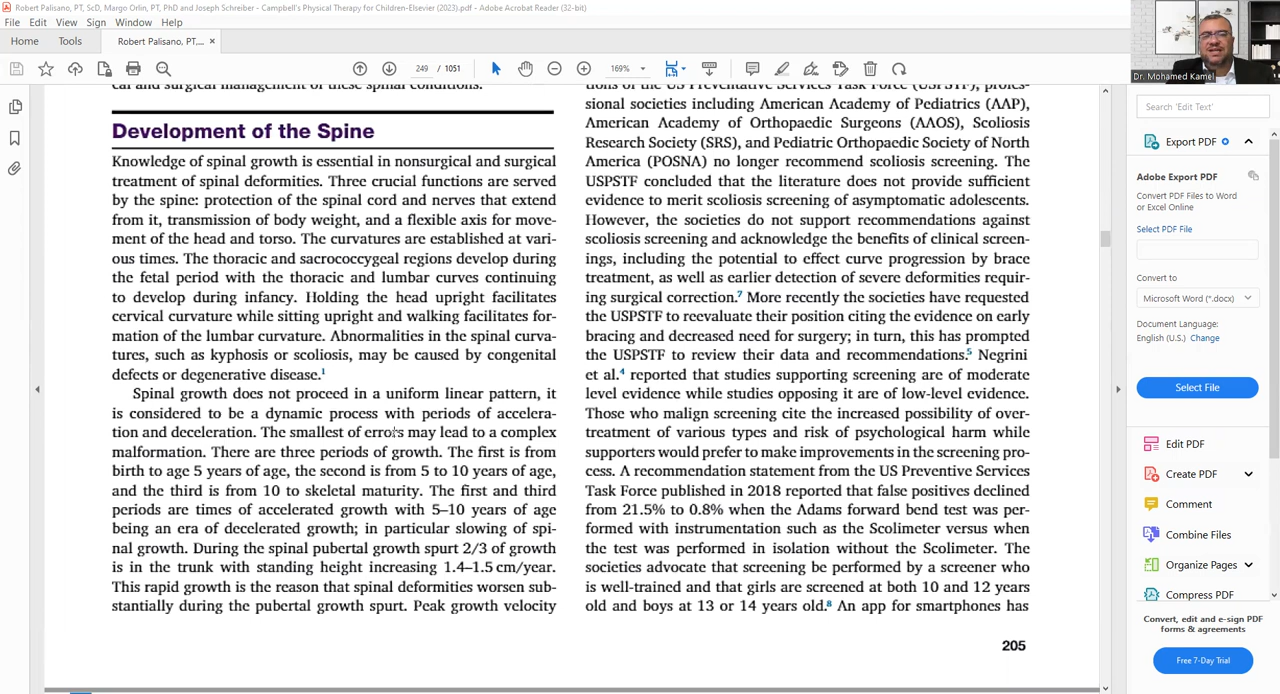 Robert Palisano, PT, ScD, Margo Orlin, PT, PhD and Joseph Schreiber - Campbell's Physical Therapy for Children-Elsevier (2023).pdf - Adobe Acrobat Reader (32-bit)
File Edit View Sign Window Help
Home Tools Robert Palisano, PT,... ×
249 / 1051 169%
Dr. Mohamed Kamel
cal and surgical management of these spinal conditions.
Development of the Spine
Knowledge of spinal growth is essential in nonsurgical and surgical
treatment of spinal deformities. Three crucial functions are served
by the spine: protection of the spinal cord and nerves that extend
from it, transmission of body weight, and a flexible axis for move-
ment of the head and torso. The curvatures are established at vari-
ous times. The thoracic and sacrococcygeal regions develop during
the fetal period with the thoracic and lumbar curves continuing
to develop during infancy. Holding the head upright facilitates
cervical curvature while sitting upright and walking facilitates for-
mation of the lumbar curvature. Abnormalities in the spinal curva-
tures, such as kyphosis or scoliosis, may be caused by congenital
defects or degenerative disease.1
Spinal growth does not proceed in a uniform linear pattern, it
is considered to be a dynamic process with periods of accelera-
tion and deceleration. The smallest of errors may lead to a complex
malformation. There are three periods of growth. The first is from
birth to age 5 years of age, the second is from 5 to 10 years of age,
and the third is from 10 to skeletal maturity. The first and third
periods are times of accelerated growth with 5–10 years of age
being an era of decelerated growth; in particular slowing of spi-
nal growth. During the spinal pubertal growth spurt 2/3 of growth
is in the trunk with standing height increasing 1.4–1.5 cm/year.
This rapid growth is the reason that spinal deformities worsen sub-
stantially during the pubertal growth spurt. Peak growth velocity
tions of the US Preventative Services Task Force (USPSTF), profes-
sional societies including American Academy of Pediatrics (AAP),
American Academy of Orthopaedic Surgeons (AAOS), Scoliosis
Research Society (SRS), and Pediatric Orthopaedic Society of North
America (POSNA) no longer recommend scoliosis screening. The
USPSTF concluded that the literature does not provide sufficient
evidence to merit scoliosis screening of asymptomatic adolescents.
However, the societies do not support recommendations against
scoliosis screening and acknowledge the benefits of clinical screen-
ings, including the potential to effect curve progression by brace
treatment, as well as earlier detection of severe deformities requir-
ing surgical correction.7 More recently the societies have requested
the USPSTF to reevaluate their position citing the evidence on early
bracing and decreased need for surgery; in turn, this has prompted
the USPSTF to review their data and recommendations.5 Negrini
et al.4 reported that studies supporting screening are of moderate
level evidence while studies opposing it are of low-level evidence.
Those who malign screening cite the increased possibility of over-
treatment of various types and risk of psychological harm while
supporters would prefer to make improvements in the screening pro-
cess. A recommendation statement from the US Preventive Services
Task Force published in 2018 reported that false positives declined
from 21.5% to 0.8% when the Adams forward bend test was per-
formed with instrumentation such as the Scolimeter versus when
the test was performed in isolation without the Scolimeter. The
societies advocate that screening be performed by a screener who
is well-trained and that girls are screened at both 10 and 12 years
old and boys at 13 or 14 years old.8 An app for smartphones has
205
Search 'Edit Text'
Export PDF
Adobe Export PDF
Convert PDF Files to Word
or Excel Online
Select PDF File
Convert to
Microsoft Word (*.docx)
Document Language:
English (U.S.) Change
Select File
Edit PDF
Create PDF
Comment
Combine Files
Organize Pages
Compress PDF
Convert, edit and e-sign PDF
forms & agreements
Free 7-Day Trial